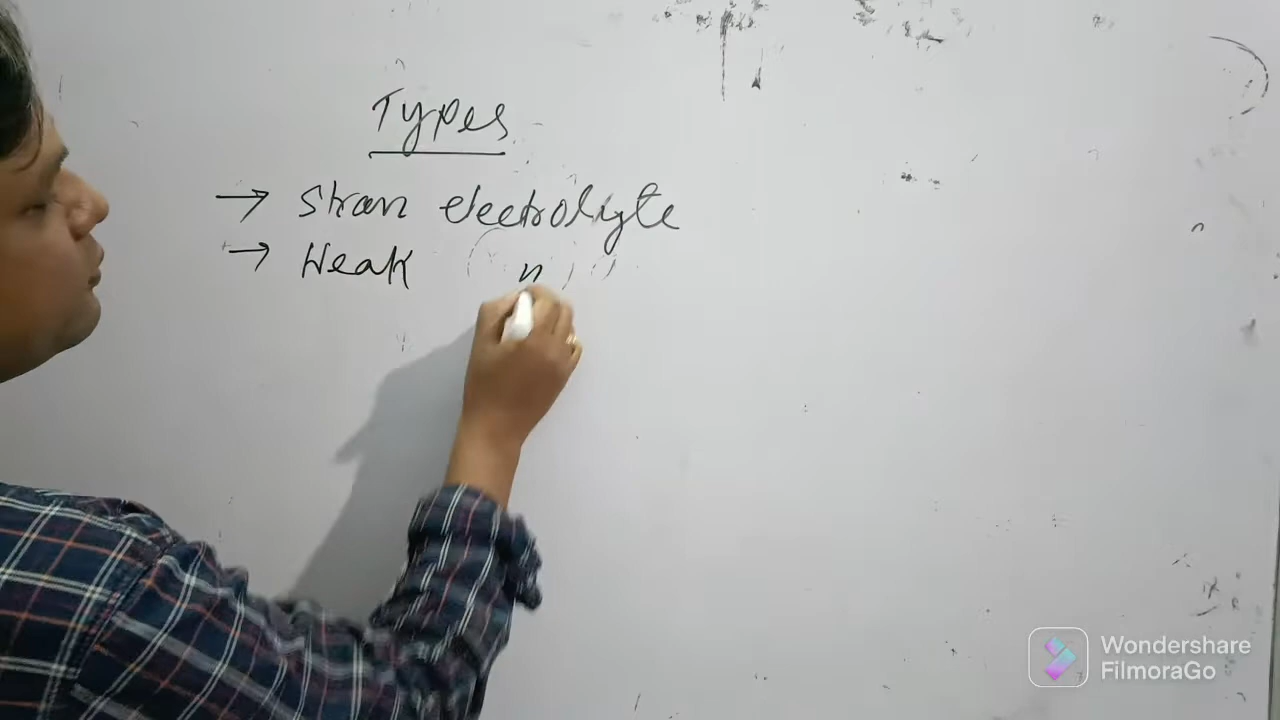 Types
→ Stron electrolyte
→ Weak "
Wondershare
FilmoraGo